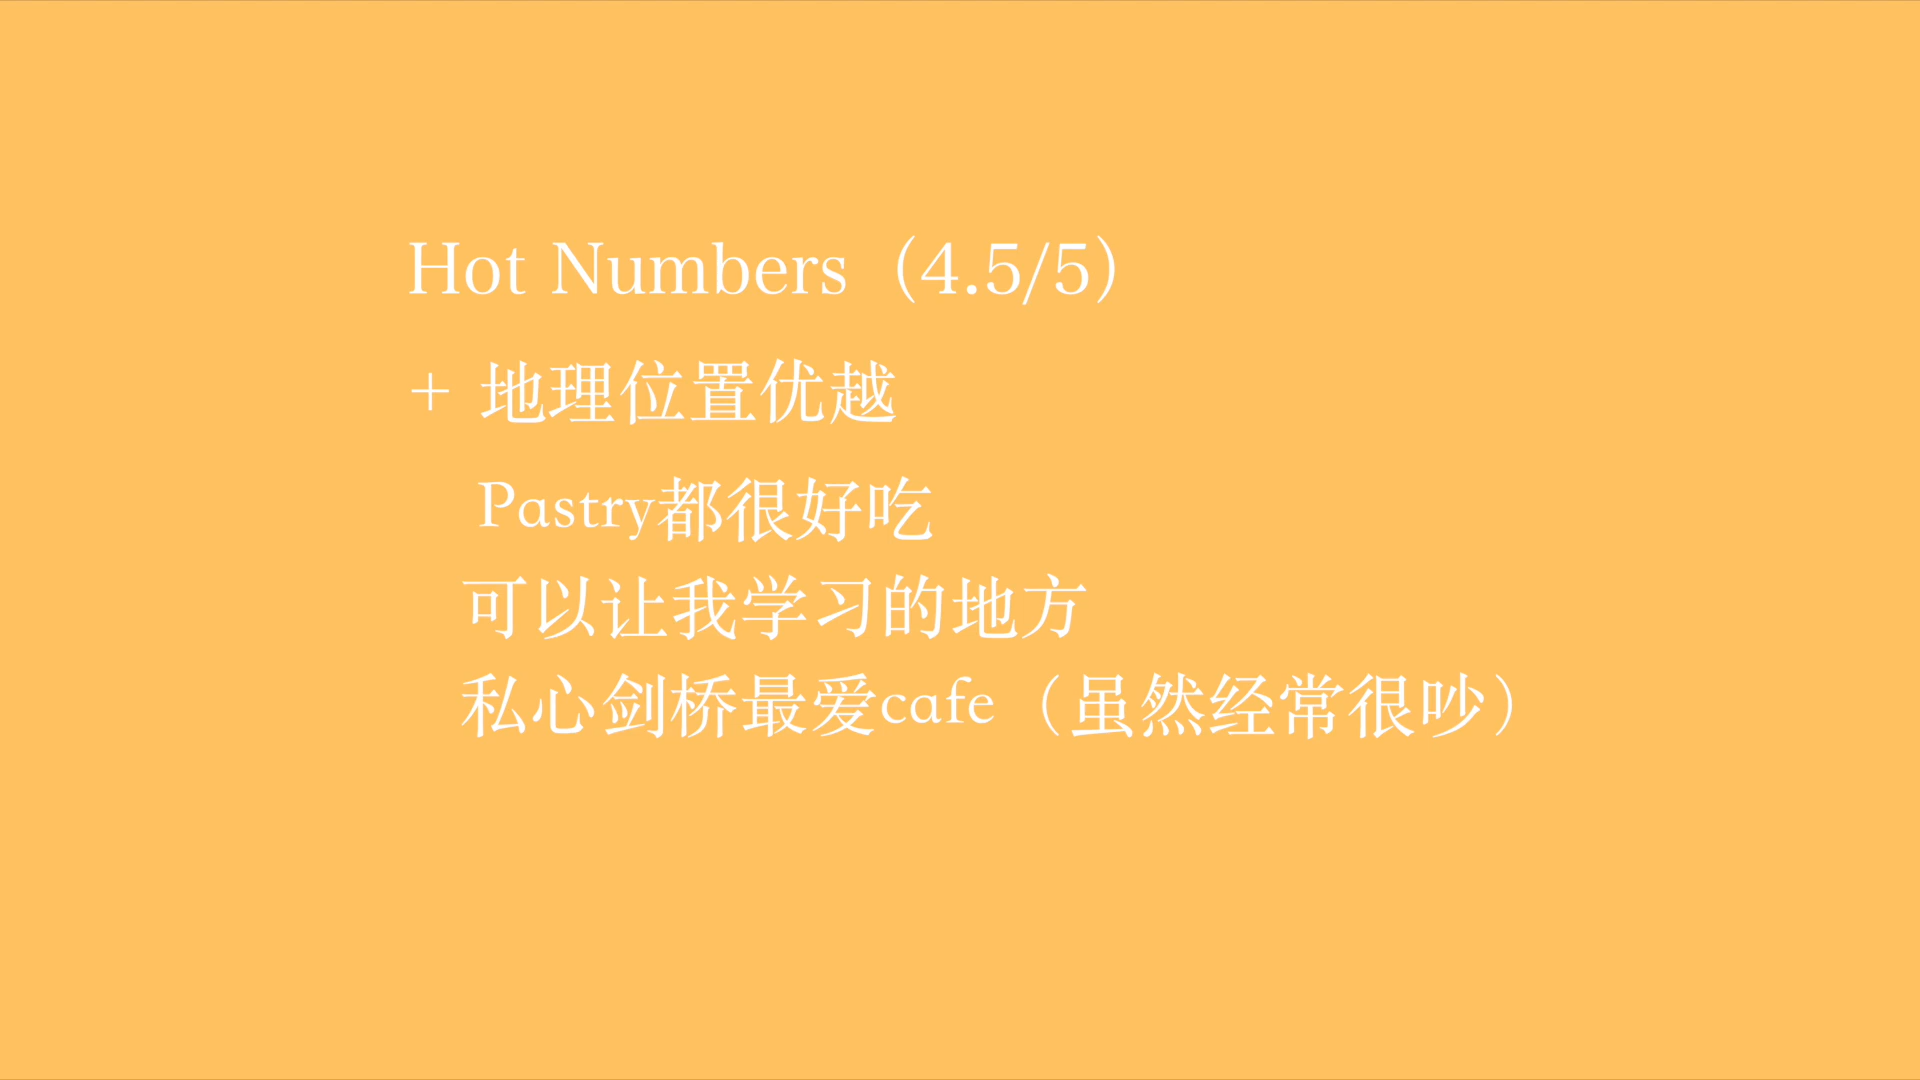 Hot Numbers（4.5/5）
+ 地理位置优越
Pastry都很好吃
可以让我学习的地方
私心剑桥最爱cafe（虽然经常很吵）